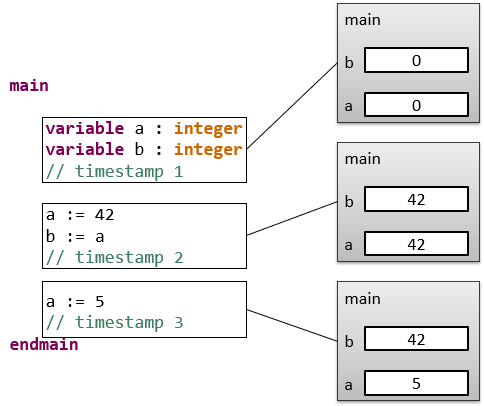 main
variable a : integer
variable b : integer
// timestamp 1
a := 42
b := a
// timestamp 2
a := 5
// timestamp 3
endmain
main
b 0
a 0
main
b 42
a 42
main
b 42
a 5